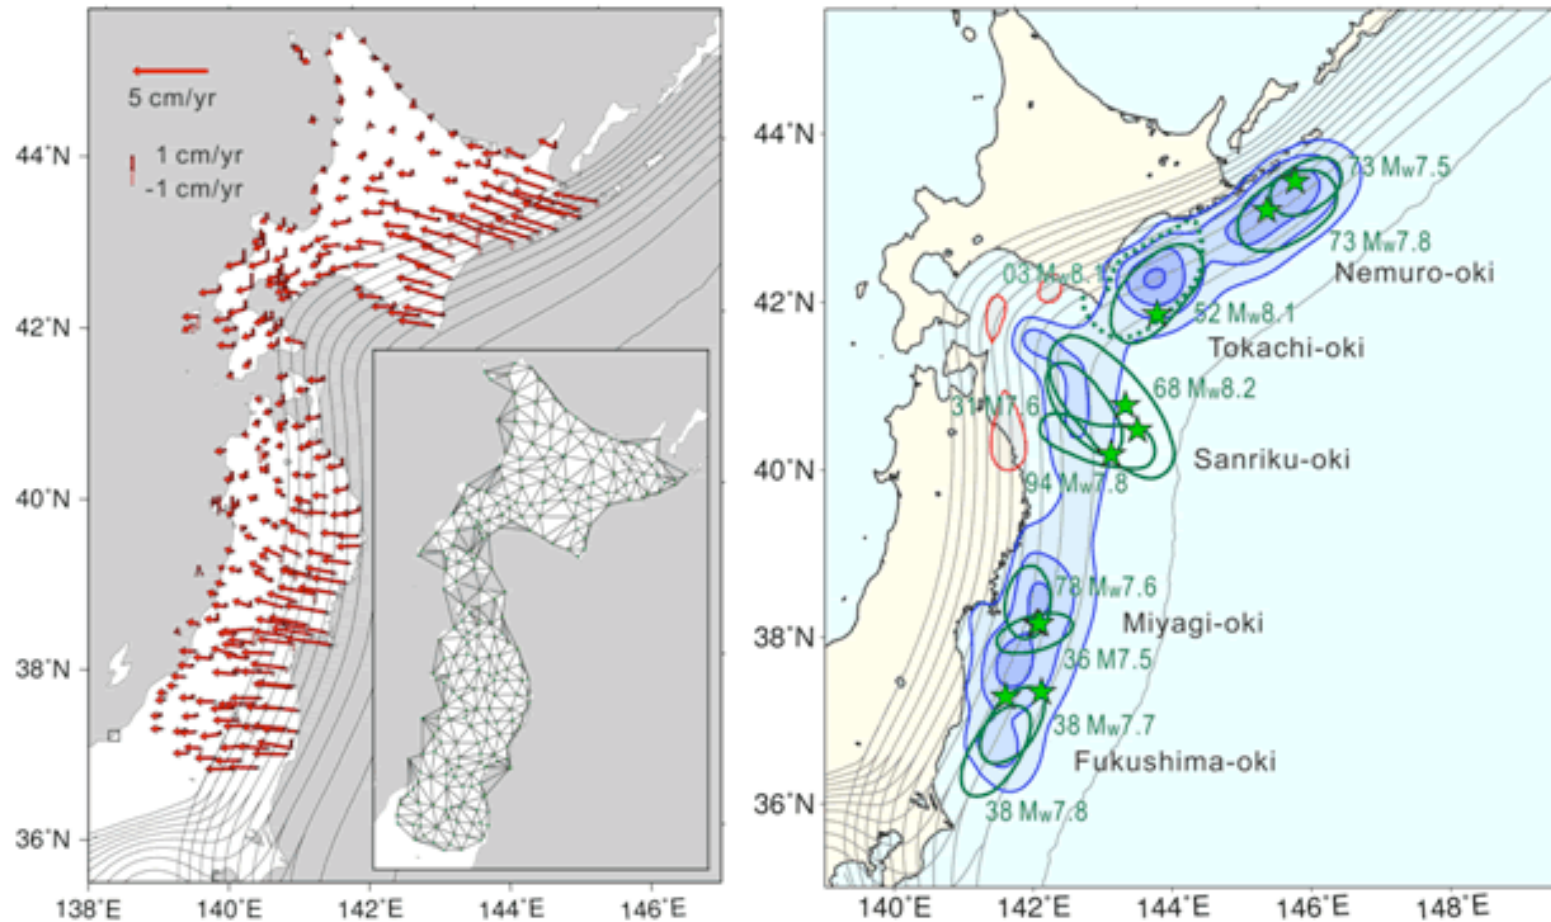 5 cm/yr
1 cm/yr
-1 cm/yr
44°N
42°N
40°N
38°N
36°N
138°E
140°E
142°E
144°E
146°E
44°N
42°N
40°N
38°N
36°N
140°E
142°E
144°E
146°E
148°E
73 Mw7.5
73 Mw7.8
Nemuro-oki
03 Mw8.1
52 Mw8.1
Tokachi-oki
68 Mw8.2
31 M7.6
Sanriku-oki
94 Mw7.8
78 Mw7.6
Miyagi-oki
36 M7.5
38 Mw7.7
Fukushima-oki
38 Mw7.8